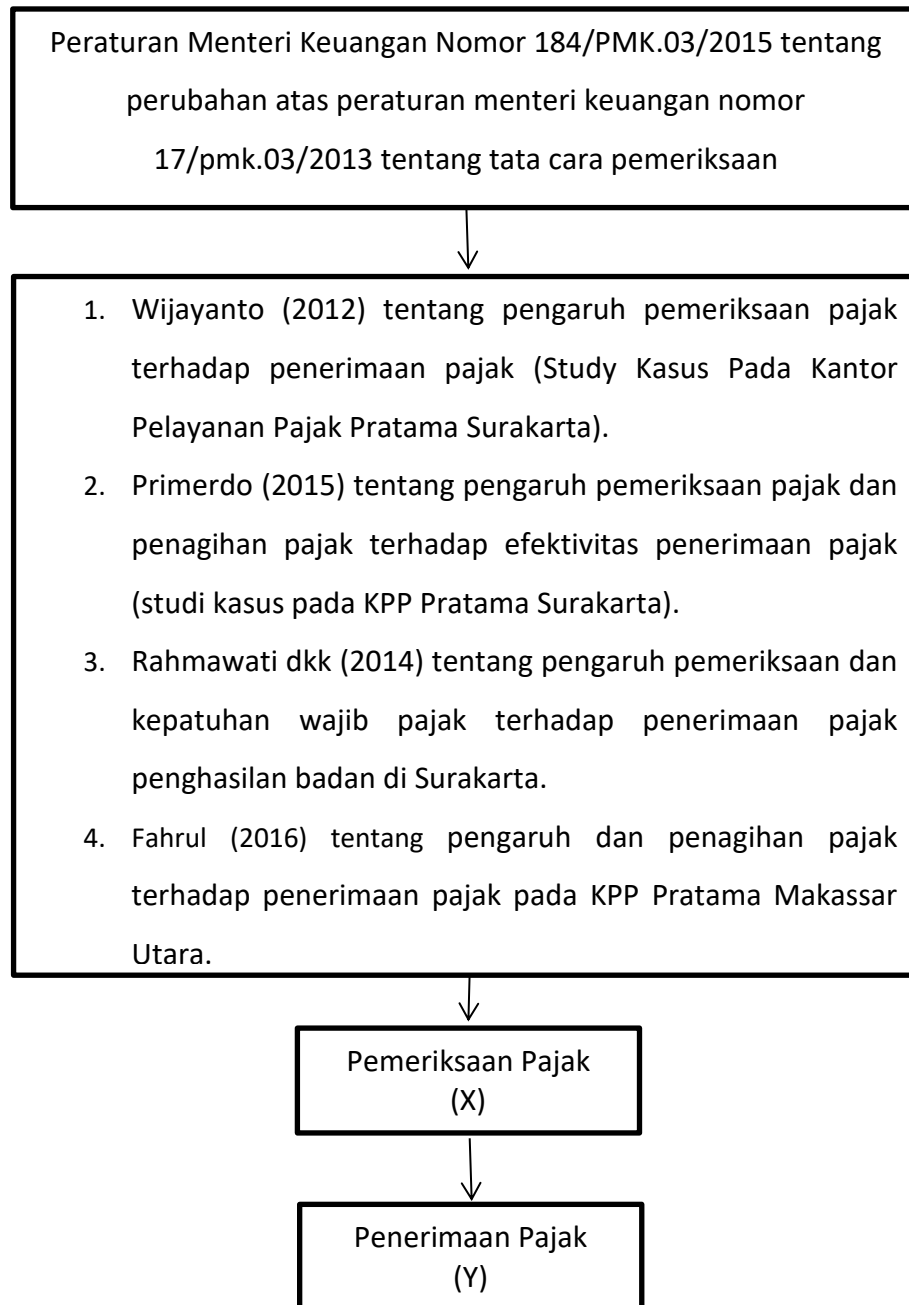 Peraturan Menteri Keuangan Nomor 184/PMK.03/2015 tentang
perubahan atas peraturan menteri keuangan nomor
17/pmk.03/2013 tentang tata cara pemeriksaan
1. Wijayanto (2012) tentang pengaruh pemeriksaan pajak
terhadap penerimaan pajak (Study Kasus Pada Kantor
Pelayanan Pajak Pratama Surakarta).
2. Primerdo (2015) tentang pengaruh pemeriksaan pajak dan
penagihan pajak terhadap efektivitas penerimaan pajak
(studi kasus pada KPP Pratama Surakarta).
3. Rahmawati dkk (2014) tentang pengaruh pemeriksaan dan
kepatuhan wajib pajak terhadap penerimaan pajak
penghasilan badan di Surakarta.
4. Fahrul (2016) tentang pengaruh dan penagihan pajak
terhadap penerimaan pajak pada KPP Pratama Makassar
Utara.
Pemeriksaan Pajak
(X)
Penerimaan Pajak
(Y)